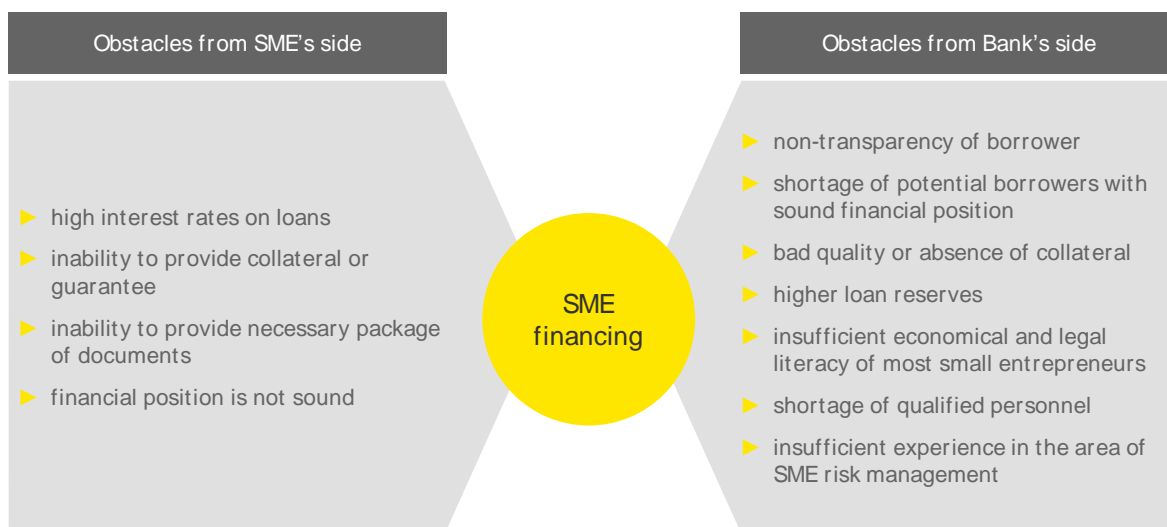 Obstacles from SME's side
high interest rates on loans
inability to provide collateral or
guarantee
inability to provide necessary package
of documents
financial position is not sound
SME
financing
Obstacles from Bank's side
non-transparency of borrower
shortage of potential borrowers with
sound financial position
bad quality or absence of collateral
higher loan reserves
insufficient economical and legal
literacy of most small entrepreneurs
shortage of qualified personnel
insufficient experience in the area of
SME risk management